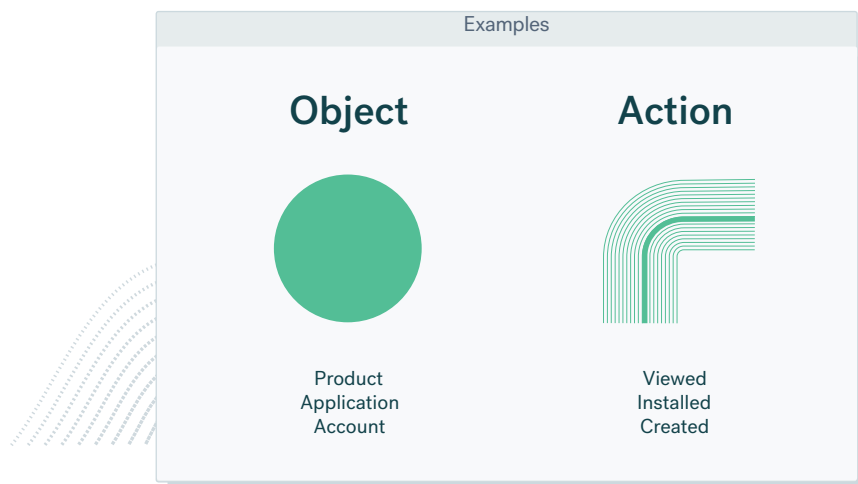 Examples
Object
Product
Application
Account
Action
Viewed
Installed
Created